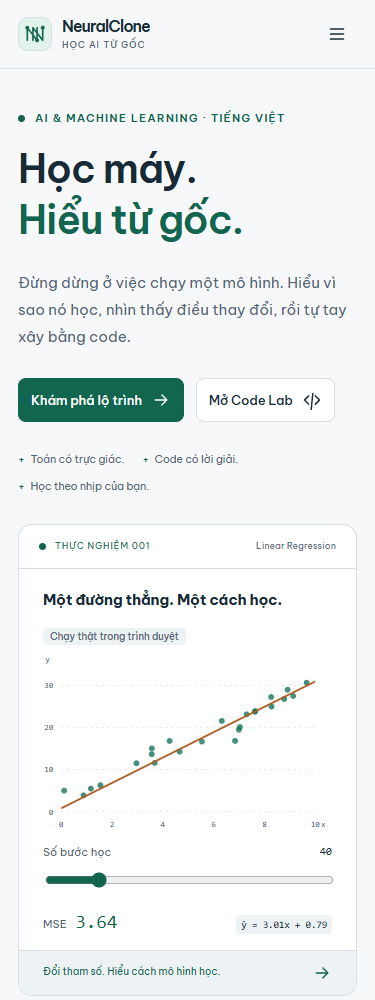 NeuralClone
HỌC AI TỪ GỐC
AI & MACHINE LEARNING · TIẾNG VIỆT
Học máy.
Hiểu từ gốc.
Đừng dừng ở việc chạy một mô hình. Hiểu vì
sao nó học, nhìn thấy điều thay đổi, rồi tự tay
xây bằng code.
Khám phá lộ trình →
Mở Code Lab </>
+ Toán có trực giác. + Code có lời giải.
+ Học theo nhịp của bạn.
THỰC NGHIỆM 001 Linear Regression
Một đường thẳng. Một cách học.
Chạy thật trong trình duyệt
y
30
20
10
0
0 2 4 6 8 10 x
Số bước học 40
MSE 3.64 ŷ = 3.01x + 0.79
Đổi tham số. Hiểu cách mô hình học. →